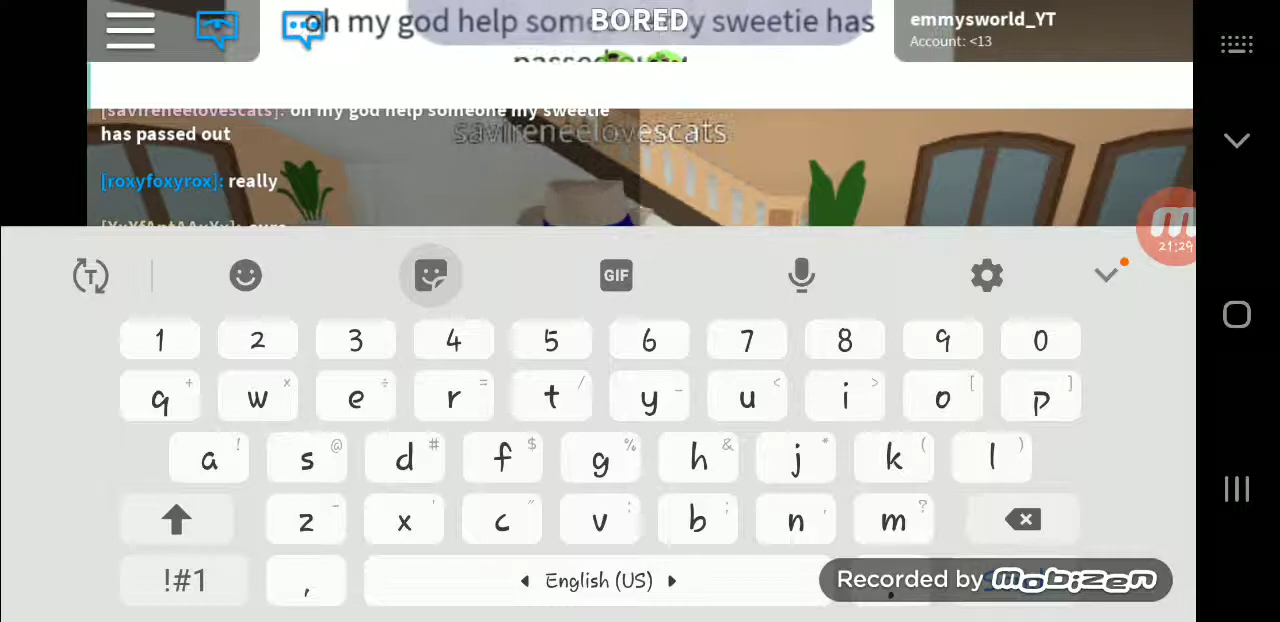 oh my god help some BORED y sweetie has
emmysworld_YT
Account: <13
[savireneelovescats]: oh my god help someone my sweetie
has passed out
savireneelovescats
[roxyfoxyrox]: really
21:29
GIF
1 2 3 4 5 6 7 8 9 0
q + w × e ÷ r = t / y _ u < i > o [ p ]
a ! s @ d # f $ g % h & j * k ( l )
z - x ' c " v : b ; n , m ?
!#1 , English (US) .
Recorded by mobizen